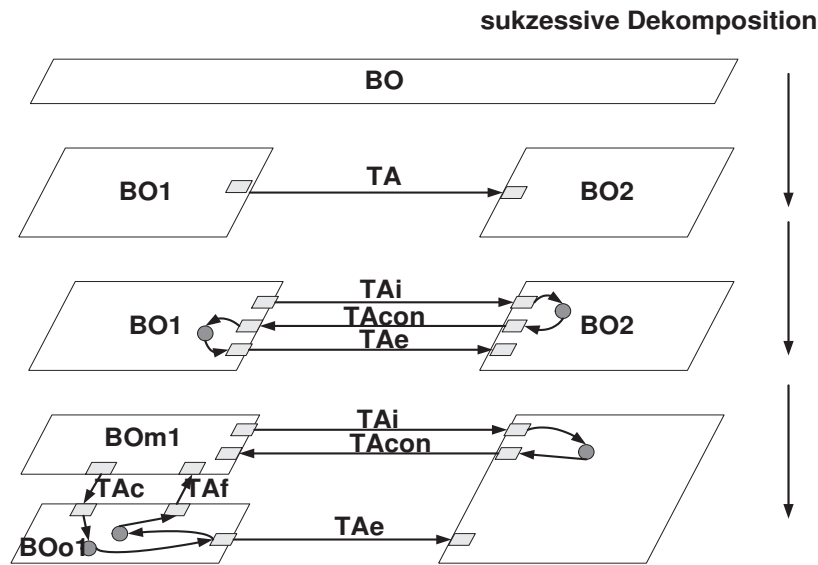 sukzessive Dekomposition
BO
BO1
TA
BO2
BO1
TAi
TAcon
TAe
BO2
BOm1
TAi
TAcon
TAc
TAf
BOo1
TAe